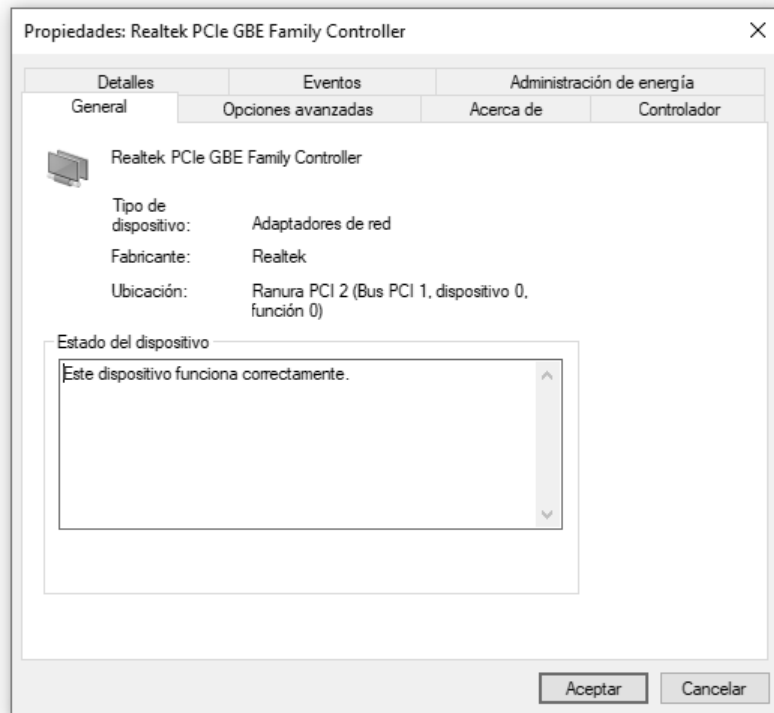 Propiedades: Realtek PCIe GBE Family Controller
Detalles
Eventos
Administración de energía
General
Opciones avanzadas
Acerca de
Controlador
Realtek PCIe GBE Family Controller
Tipo de
dispositivo:
Adaptadores de red
Fabricante:
Realtek
Ubicación:
Ranura PCI 2 (Bus PCI 1, dispositivo 0,
función 0)
Estado del dispositivo
Este dispositivo funciona correctamente.
Aceptar
Cancelar